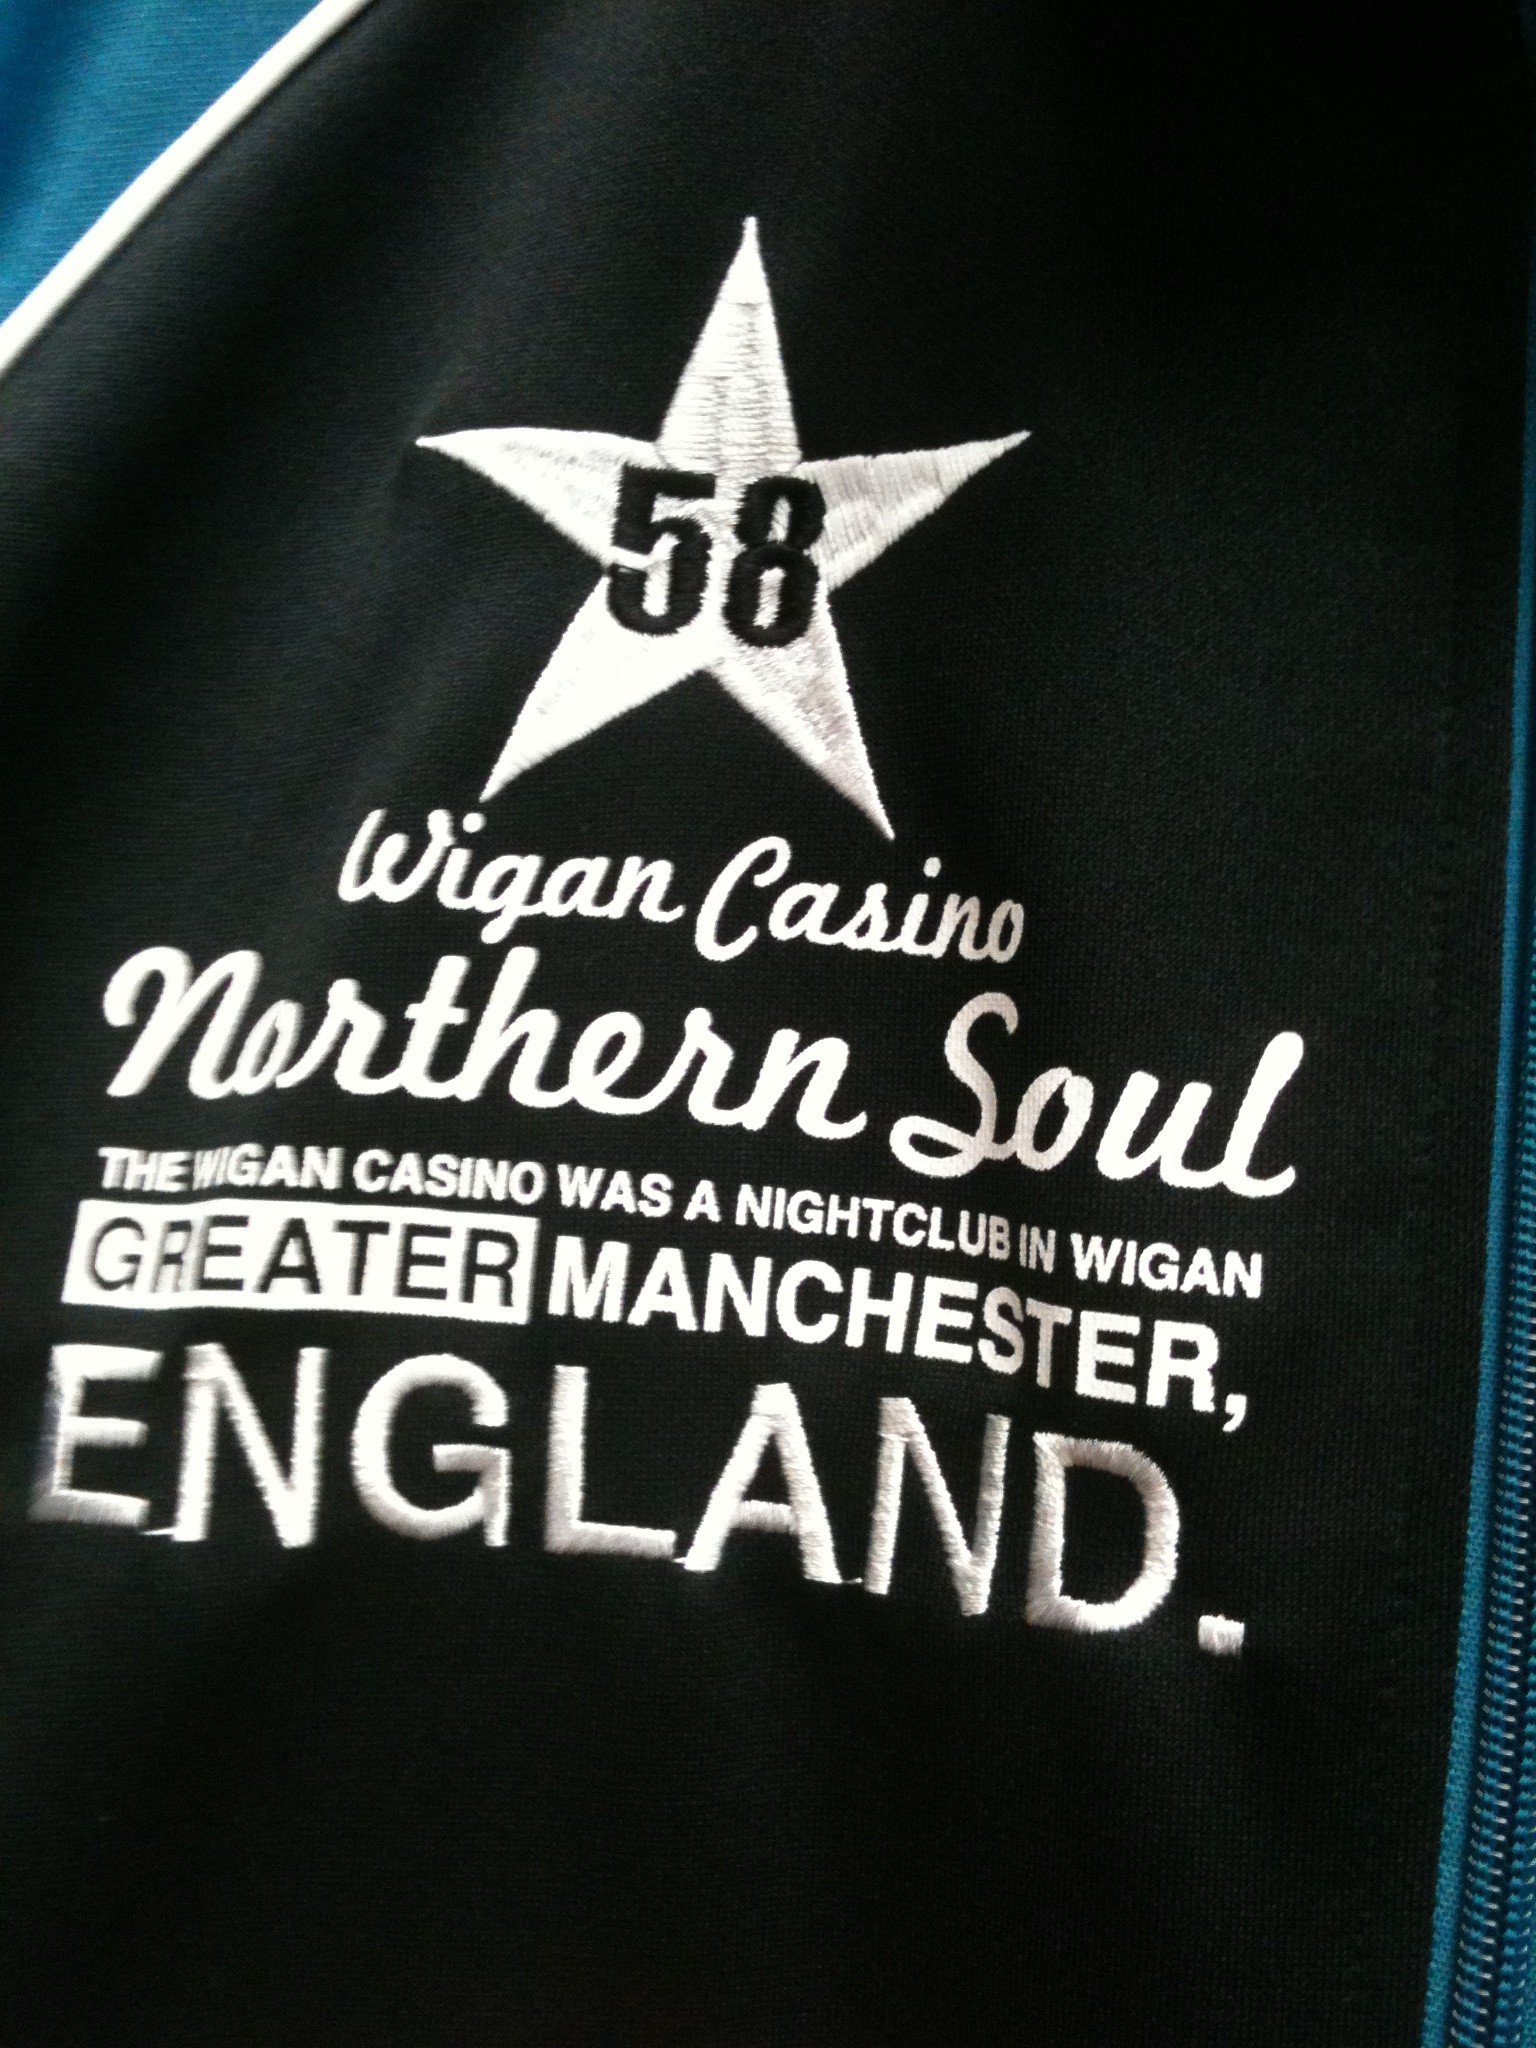 58
Wigan Casino
Northern Soul
THE WIGAN CASINO WAS A NIGHTCLUB IN WIGAN
GREATER MANCHESTER,
ENGLAND.